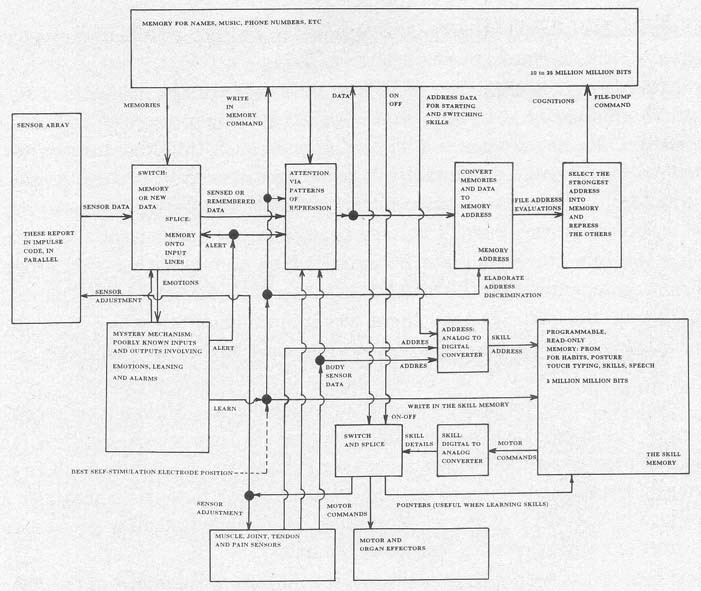 MEMORY FOR NAMES, MUSIC, PHONE NUMBERS, ETC
10 to 25 MILLION MILLION BITS
MEMORIES
WRITE
IN
MEMORY
COMMAND
DATA
ON
OFF
ADDRESS DATA
FOR STARTING
AND SWITCHING
SKILLS
COGNITIONS
FILE-DUMP
COMMAND
SENSOR ARRAY
THESE REPORT
IN IMPULSE
CODE, IN
PARALLEL
SENSOR DATA
SWITCH:
MEMORY
OR NEW
DATA
SPLICE:
MEMORY
ONTO
INPUT
LINES
SENSED OR
REMEMBERED
DATA
ALERT
ATTENTION
VIA
PATTERNS
OF
REPRESSION
CONVERT
MEMORIES
AND DATA
TO
MEMORY
ADDRESS
MEMORY
ADDRESS
FILE ADDRESS
EVALUATIONS
SELECT THE
STRONGEST
ADDRESS
INTO
MEMORY
AND
REPRESS
THE OTHERS
SENSOR
ADJUSTMENT
EMOTIONS
ELABORATE
ADDRESS
DISCRIMINATION
MYSTERY MECHANISM:
POORLY KNOWN INPUTS
AND OUTPUTS INVOLVING
EMOTIONS, LEANING
AND ALARMS
ALERT
LEARN
BODY
SENSOR
DATA
ADDRES
ADDRES
ADDRESS:
ANALOG TO
DIGITAL
CONVERTER
SKILL
ADDRESS
PROGRAMMABLE,
READ-ONLY
MEMORY: PROM
FOR HABITS, POSTURE
TOUCH TYPING, SKILLS, SPEECH
MILLION MILLION BITS
THE SKILL
MEMORY
WRITE IN THE SKILL MEMORY
ON-OFF
SWITCH
AND SPLICE
SKILL
DETAILS
SKILL:
DIGITAL TO
ANALOG
CONVERTER
MOTOR
COMMANDS
BEST SELF-STIMULATION ELECTRODE POSITION
SENSOR
ADJUSTMENT
MOTOR
COMMANDS
POINTERS (USEFUL WHEN LEARNING SKILLS)
MUSCLE, JOINT, TENDON
AND PAIN SENSORS
MOTOR AND
ORGAN EFFECTORS